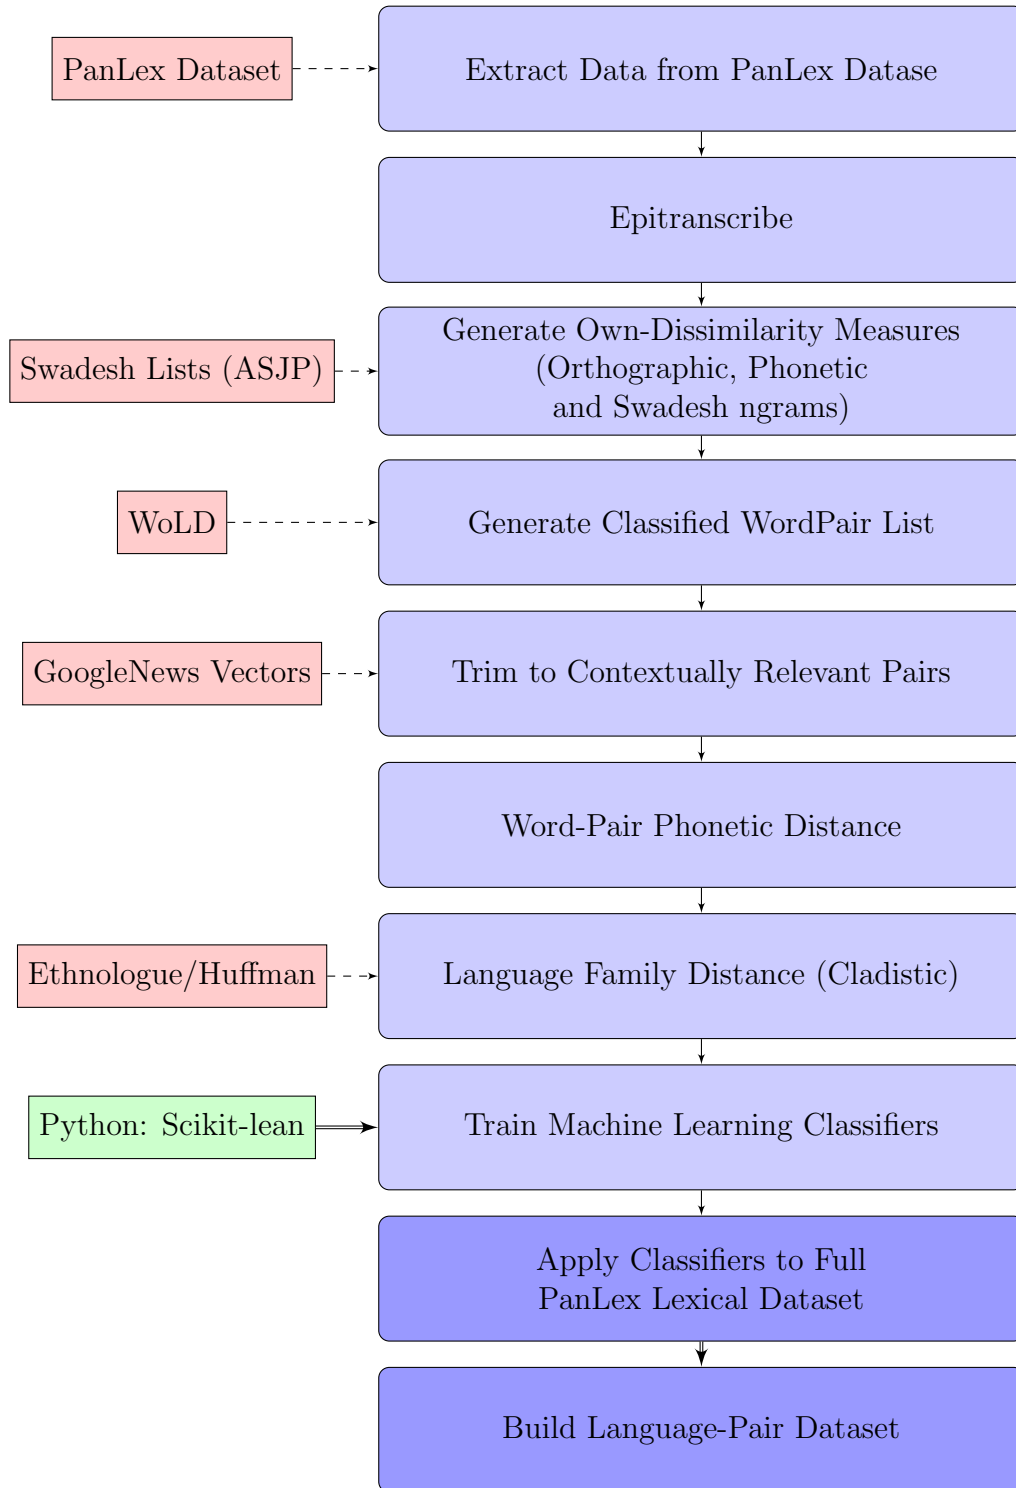 PanLex Dataset
Extract Data from PanLex Datase
Epitranscribe
Swadesh Lists (ASJP)
Generate Own-Dissimilarity Measures
(Orthographic, Phonetic
and Swadesh ngrams)
WoLD
Generate Classified WordPair List
GoogleNews Vectors
Trim to Contextually Relevant Pairs
Word-Pair Phonetic Distance
Ethnologue/Huffman
Language Family Distance (Cladistic)
Python: Scikit-lean
Train Machine Learning Classifiers
Apply Classifiers to Full
PanLex Lexical Dataset
Build Language-Pair Dataset